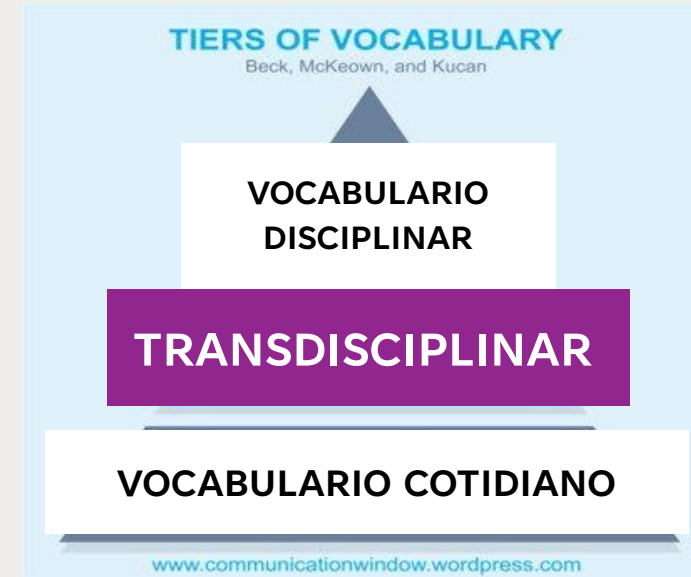 TIERS OF VOCABULARY
Beck, McKeown, and Kucan
VOCABULARIO
DISCIPLINAR
TRANSDISCIPLINAR
VOCABULARIO COTIDIANO
www.communicationwindow.wordpress.com